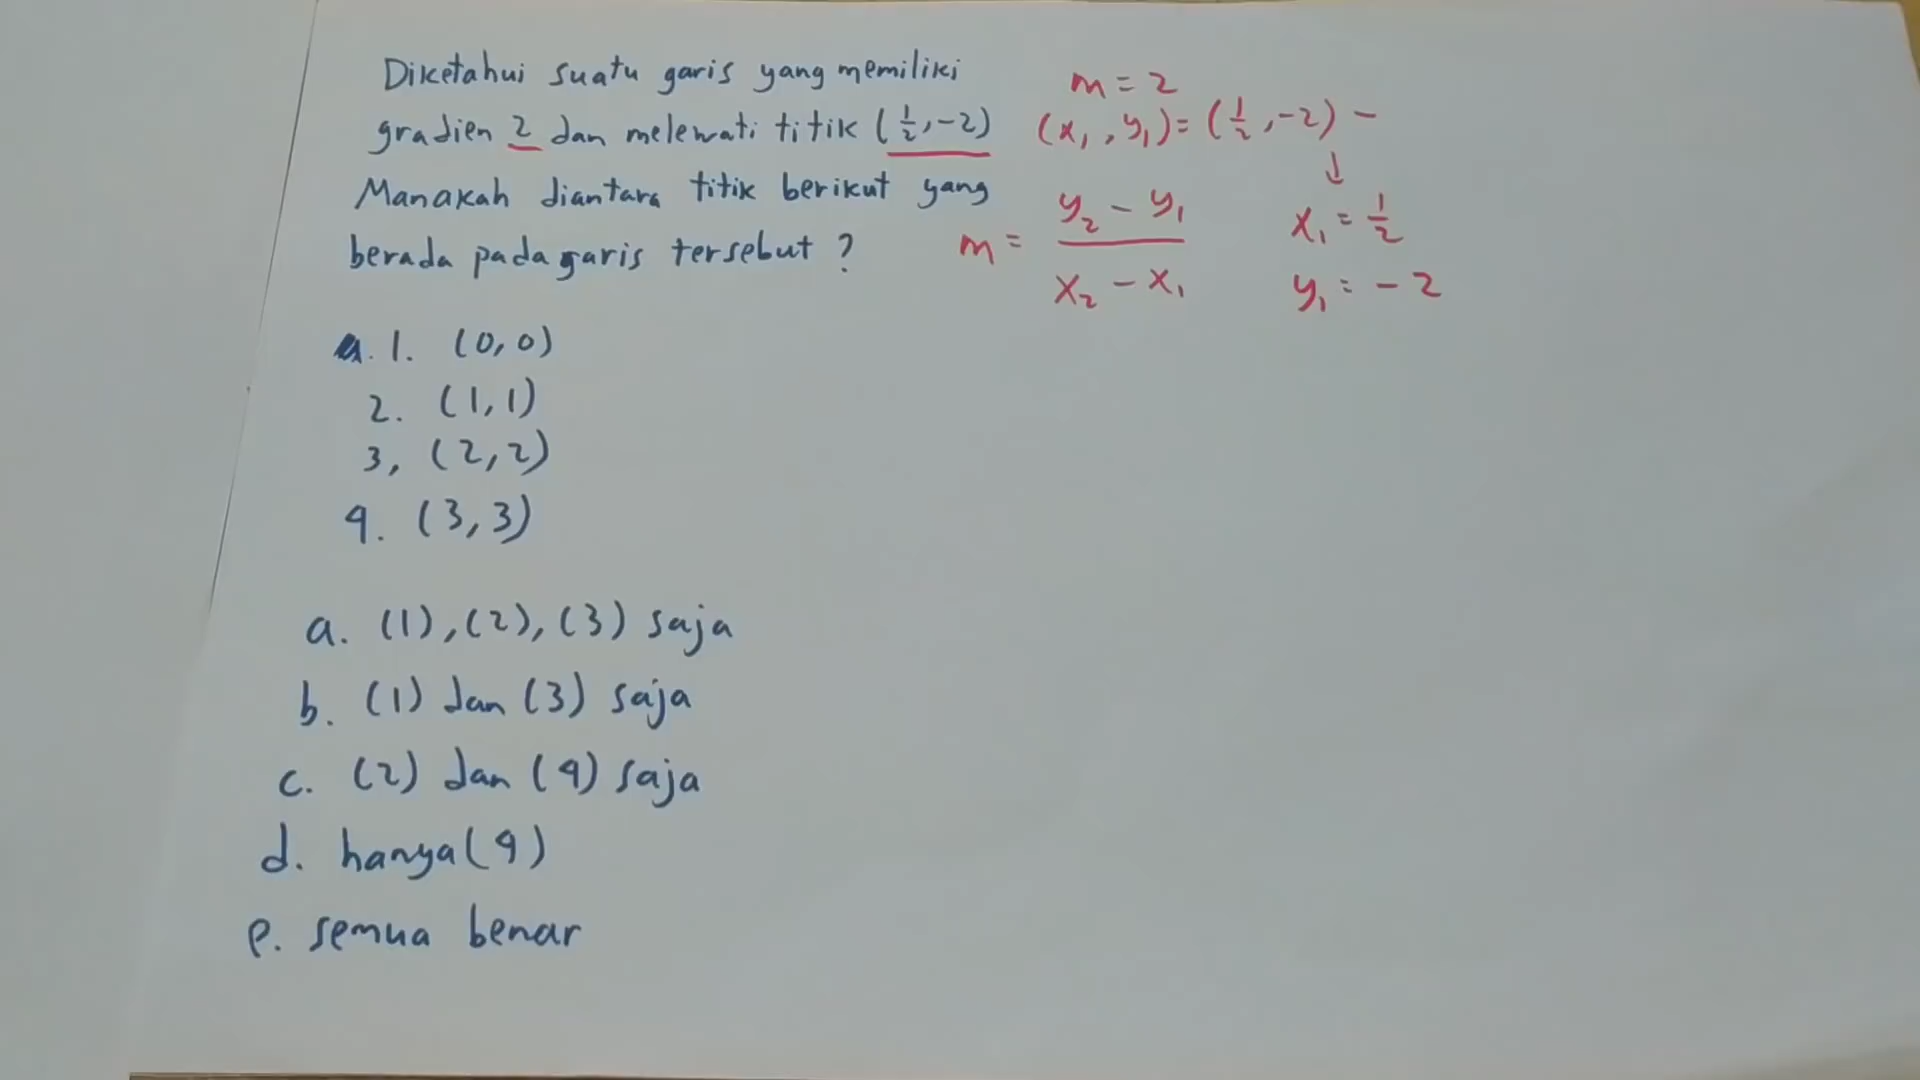 Diketahui suatu garis yang memiliki
gradien 2 dan melewati titik (½,-2)
Manakah diantara titik berikut yang
berada pada garis tersebut ?
1. (0,0)
2. (1,1)
3, (2,2)
4. (3,3)
a. (1),(2),(3) saja
b. (1) dan (3) saja
c. (2) dan (4) saja
d. hanya(4)
e. semua benar
m = 2
(x₁,y₁)= (½,-2) -
↓
m = (y₂ - y₁)/(x₂ - x₁)
x₁ = ½
y₁ = -2